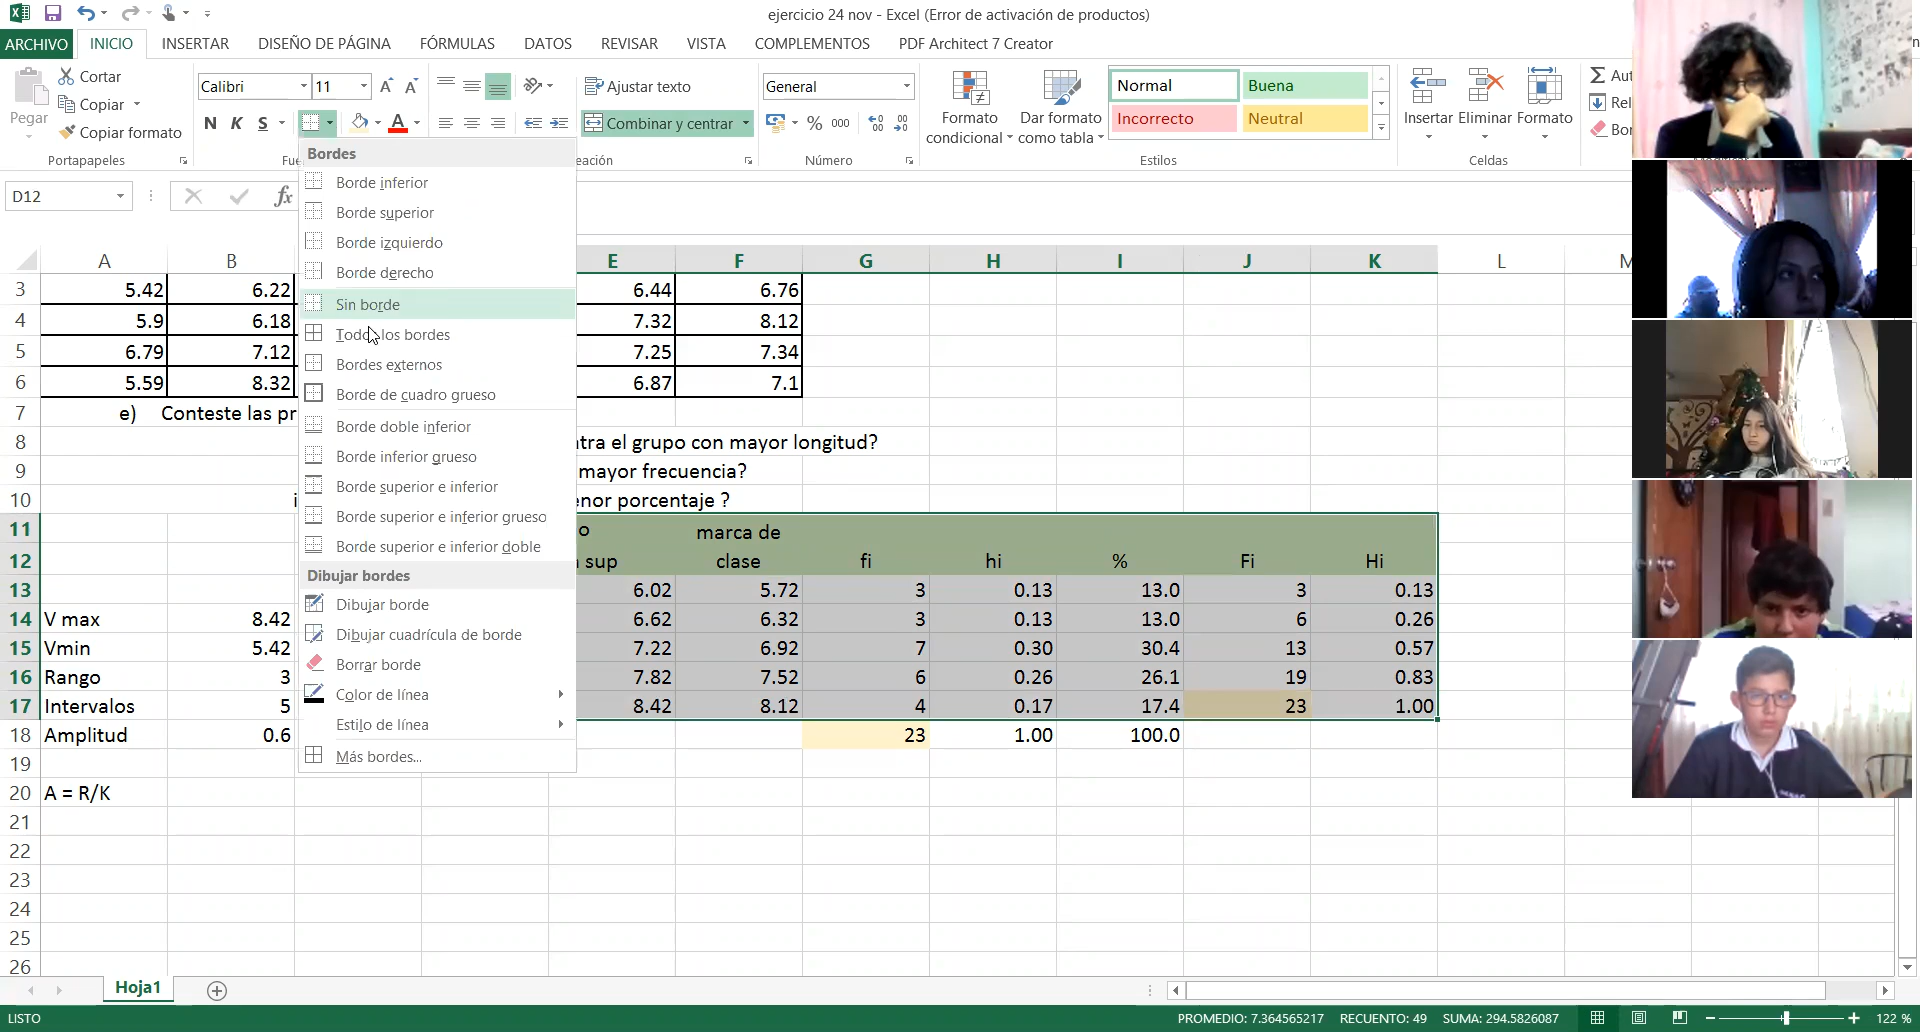 ejercicio 24 nov - Excel (Error de activación de productos)
ARCHIVO INICIO INSERTAR DISEÑO DE PÁGINA FÓRMULAS DATOS REVISAR VISTA COMPLEMENTOS PDF Architect 7 Creator
Pegar
Cortar
Copiar
Copiar formato
Portapapeles
Calibri 11
N K S
A
Ajustar texto
Combinar y centrar
General
% 000
Número
Formato condicional
Dar formato como tabla
Normal Buena
Incorrecto Neutral
Estilos
Insertar Eliminar Formato
Celdas
Σ Aut
Rel
Bor
D12
fx
Bordes
Borde inferior
Borde superior
Borde izquierdo
Borde derecho
Sin borde
Todos los bordes
Bordes externos
Borde de cuadro grueso
Borde doble inferior
Borde inferior grueso
Borde superior e inferior
Borde superior e inferior grueso
Borde superior e inferior doble
Dibujar bordes
Dibujar borde
Dibujar cuadrícula de borde
Borrar borde
Color de línea
Estilo de línea
Más bordes...
A B E F G H I J K L M
3 5.42 6.22 6.44 6.76
4 5.9 6.18 7.32 8.12
5 6.79 7.12 7.25 7.34
6 5.59 8.32 6.87 7.1
7 e) Conteste las pr
8 tra el grupo con mayor longitud?
9 mayor frecuencia?
10 i enor porcentaje ?
11 o marca de
12 sup clase fi hi % Fi Hi
13 6.02 5.72 3 0.13 13.0 3 0.13
14 V max 8.42 6.62 6.32 3 0.13 13.0 6 0.26
15 Vmin 5.42 7.22 6.92 7 0.30 30.4 13 0.57
16 Rango 3 7.82 7.52 6 0.26 26.1 19 0.83
17 Intervalos 5 8.42 8.12 4 0.17 17.4 23 1.00
18 Amplitud 0.6 23 1.00 100.0
19
20 A = R/K
21
22
23
24
25
26
Hoja1
LISTO PROMEDIO: 7.364565217 RECUENTO: 49 SUMA: 294.5826087 122 %